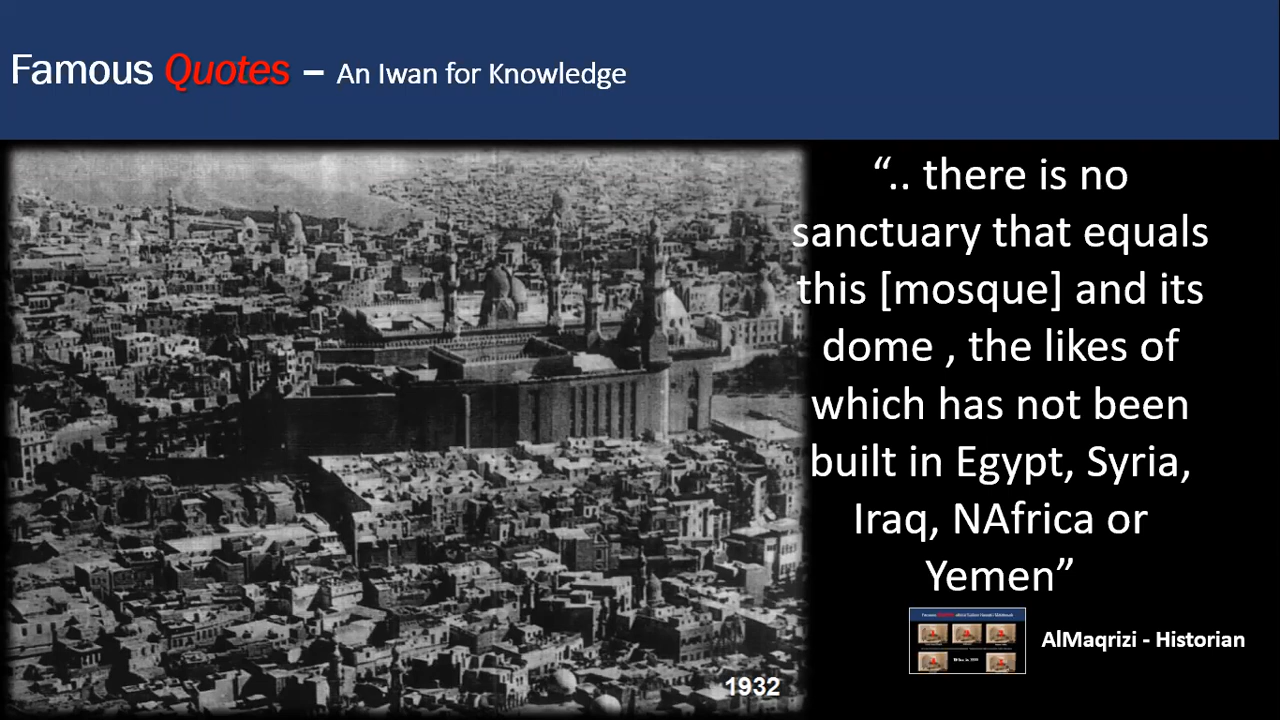 Famous Quotes – An Iwan for Knowledge
“.. there is no
sanctuary that equals
this [mosque] and its
dome , the likes of
which has not been
built in Egypt, Syria,
Iraq, NAfrica or
Yemen”
AlMaqrizi - Historian
1932